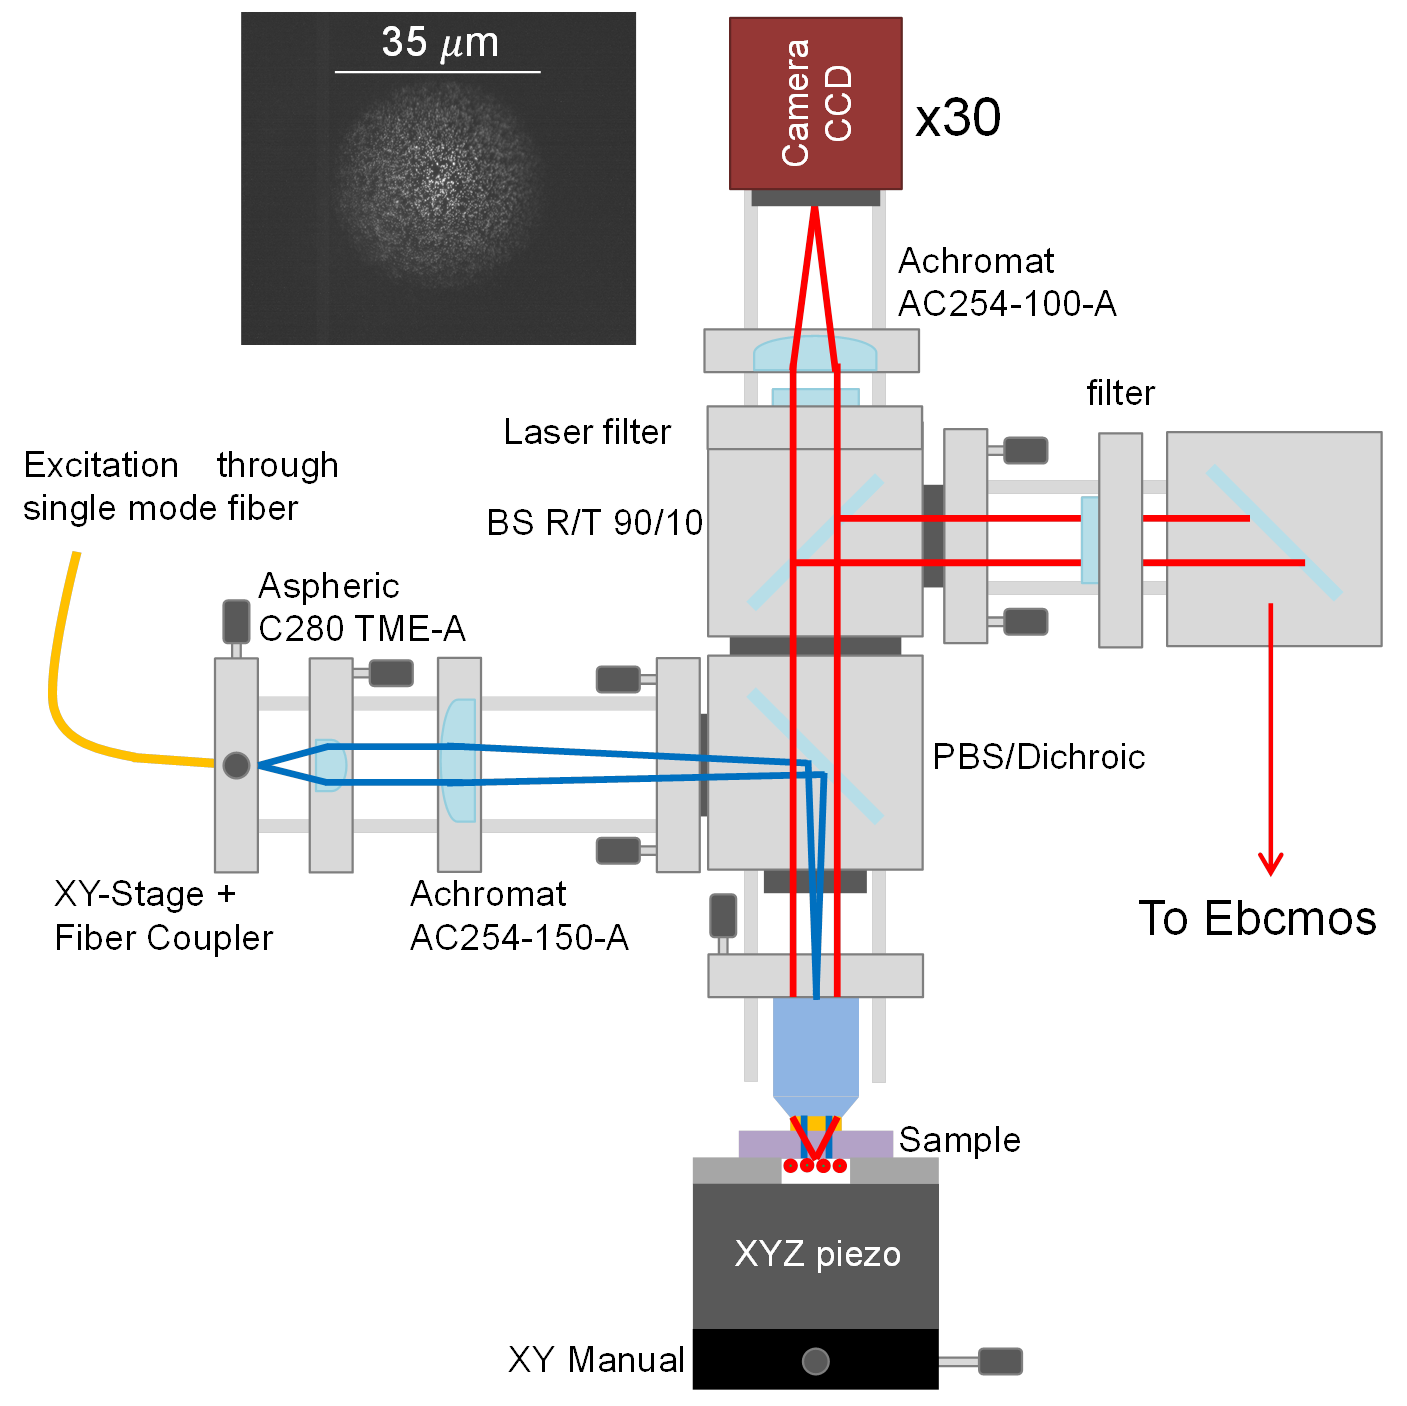 35 μm
Camera
CCD
x30
Achromat
AC254-100-A
filter
Laser filter
Excitation through
single mode fiber
BS R/T 90/10
Aspheric
C280 TME-A
PBS/Dichroic
XY-Stage +
Fiber Coupler
Achromat
AC254-150-A
To Ebcmos
Sample
XYZ piezo
XY Manual